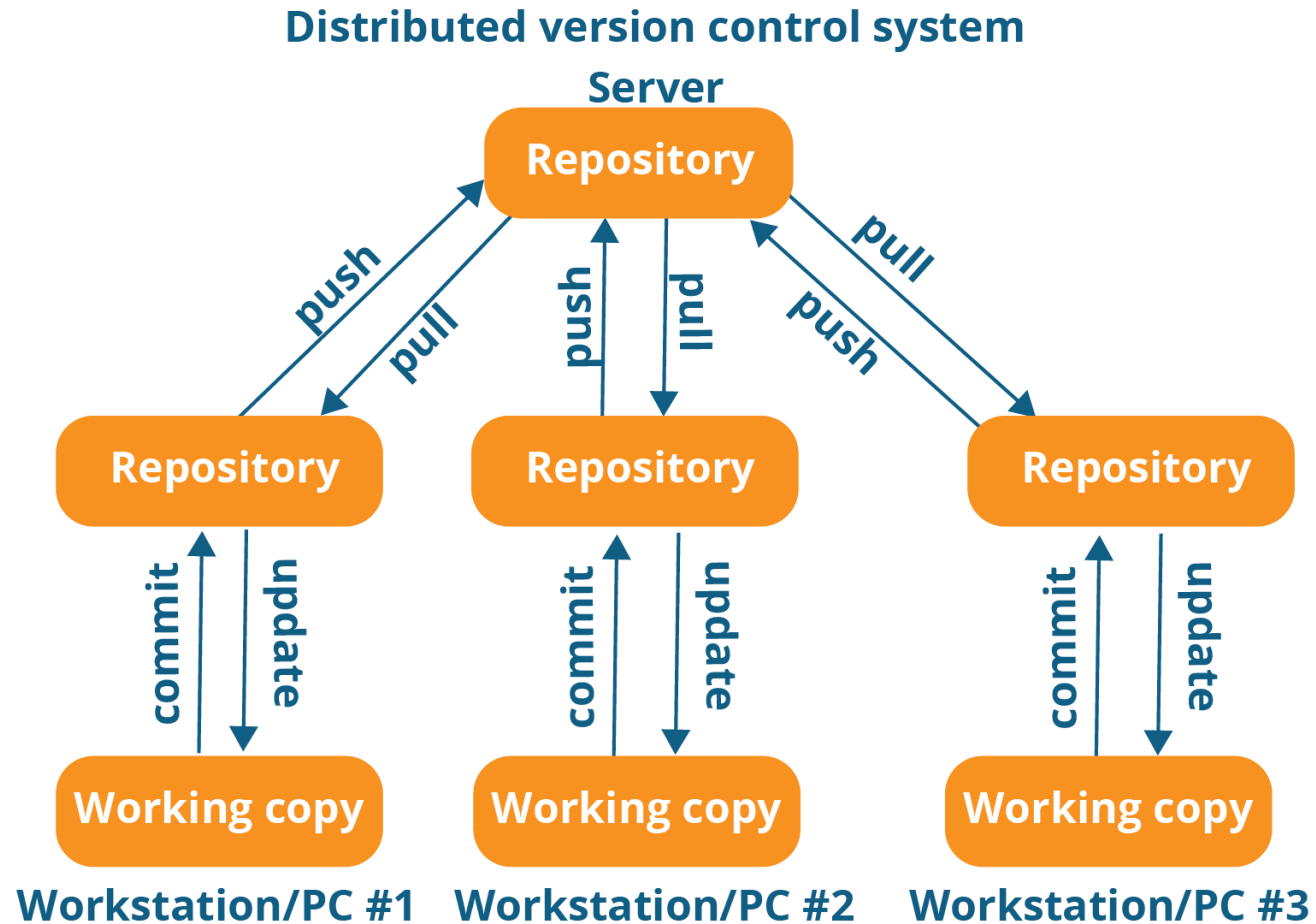 Distributed version control system
Server
Repository
push
pull
push
pull
push
pull
Repository
Repository
Repository
commit
update
commit
update
commit
update
Working copy
Working copy
Working copy
Workstation/PC #1
Workstation/PC #2
Workstation/PC #3